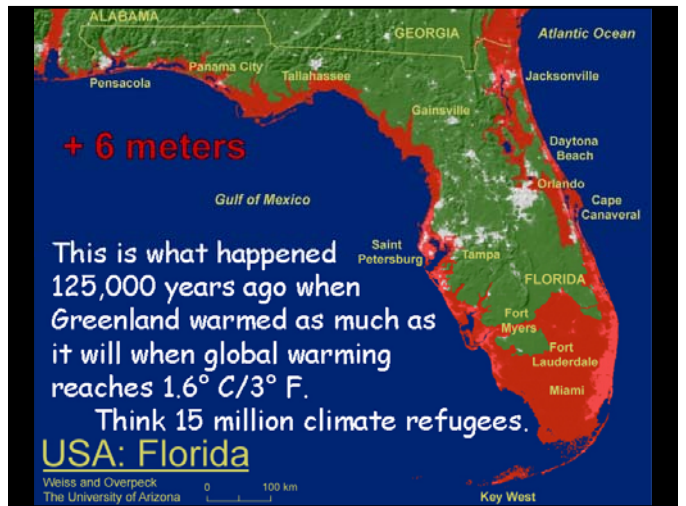 ALABAMA
GEORGIA
Atlantic Ocean
Pensacola
Panama City
Tallahassee
Jacksonville
Gainsville
+ 6 meters
Daytona
Beach
Orlando
Gulf of Mexico
Cape
Canaveral
This is what happened
125,000 years ago when
Greenland warmed as much as
it will when global warming
reaches 1.6° C/3° F.
Think 15 million climate refugees.
Saint
Petersburg
Tampa
FLORIDA
Fort
Myers
Fort
Lauderdale
Miami
USA: Florida
Weiss and Overpeck
The University of Arizona
0 100 km
Key West